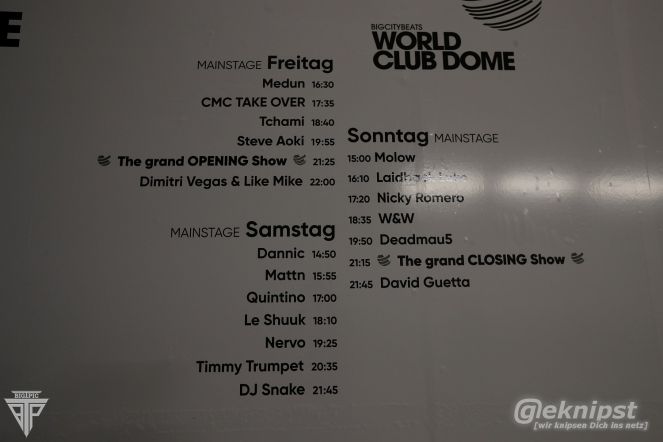 E
BIGCITYBEATS
WORLD
CLUB DOME
MAINSTAGE Freitag
Medun 16:30
CMC TAKE OVER 17:35
Tchami 18:40
Steve Aoki 19:55
The grand OPENING Show 21:25
Dimitri Vegas & Like Mike 22:00
MAINSTAGE Samstag
Dannic 14:50
Mattn 15:55
Quintino 17:00
Le Shuuk 18:10
Nervo 19:25
Timmy Trumpet 20:35
DJ Snake 21:45
Sonntag MAINSTAGE
15:00 Molow
16:10 Laidback Luke
17:20 Nicky Romero
18:35 W&W
19:50 Deadmau5
21:15 The grand CLOSING Show
21:45 David Guetta
BIG1PIC
@eknipst
[wir knipsen Dich ins netz]